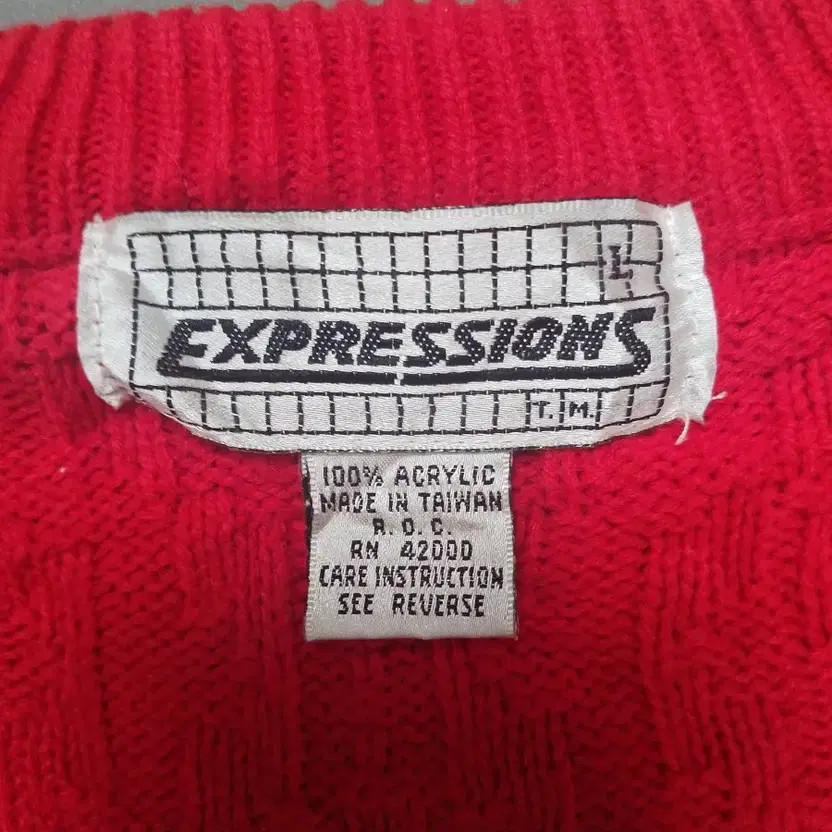 L
EXPRESSIONS
T. M.
100% ACRYLIC
MADE IN TAIWAN
R. O. C.
RN 42000
CARE INSTRUCTION
SEE REVERSE